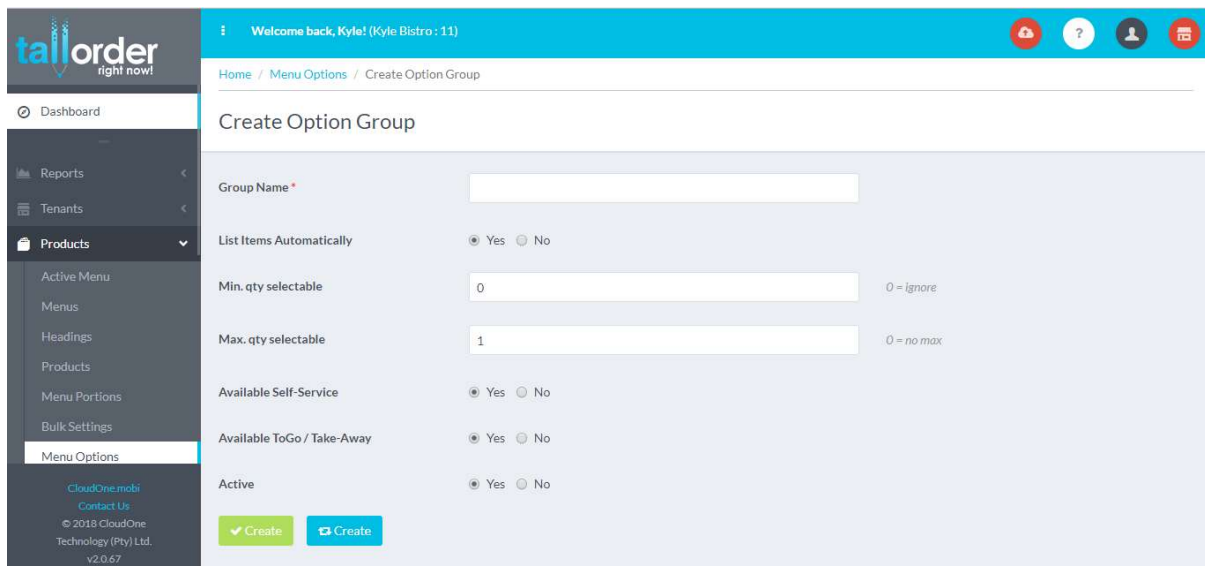 tallorder
right now!
Welcome back, Kyle! (Kyle Bistro : 11)
?
Home / Menu Options / Create Option Group
Dashboard
Create Option Group
Reports
Tenants
Products
Active Menu
Menus
Headings
Products
Menu Portions
Bulk Settings
Menu Options
CloudOne.mobi
Contact Us
© 2018 CloudOne
Technology (Pty) Ltd.
v2.0.67
Group Name *
List Items Automatically Yes No
Min. qty selectable 0 0 = ignore
Max. qty selectable 1 0 = no max
Available Self-Service Yes No
Available ToGo / Take-Away Yes No
Active Yes No
Create Create